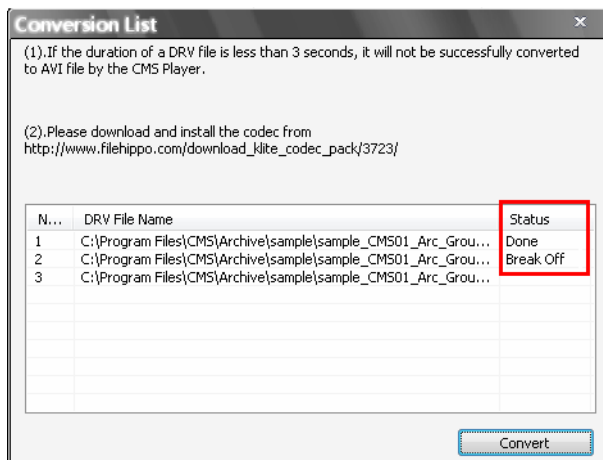 Conversion List
(1).If the duration of a DRV file is less than 3 seconds, it will not be successfully converted
to AVI file by the CMS Player.
(2).Please download and install the codec from
http://www.filehippo.com/download_klite_codec_pack/3723/
N... DRV File Name Status
1 C:\Program Files\CMS\Archive\sample\sample_CMS01_Arc_Grou... Done
2 C:\Program Files\CMS\Archive\sample\sample_CMS01_Arc_Grou... Break Off
3 C:\Program Files\CMS\Archive\sample\sample_CMS01_Arc_Grou...
Convert